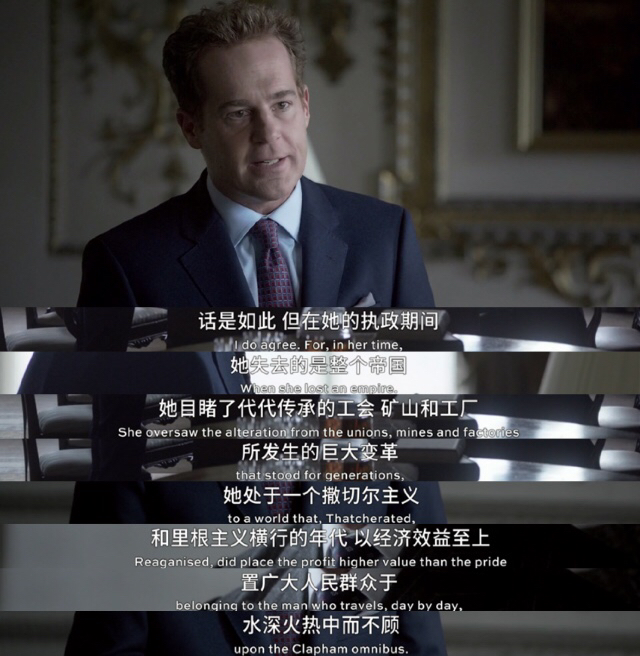 话是如此 但在她的执政期间
I do agree. For, in her time,
她失去的是整个帝国
When she lost an empire.
她目睹了代代传承的工会 矿山和工厂
She oversaw the alteration from the unions, mines and factories
所发生的巨大变革
that stood for generations,
她处于一个撒切尔主义
to a world that, Thatcherated,
和里根主义横行的年代 以经济效益至上
Reaganised, did place the profit higher value than the pride
置广大人民群众于
belonging to the man who travels, day by day,
水深火热中而不顾
upon the Clapham omnibus.